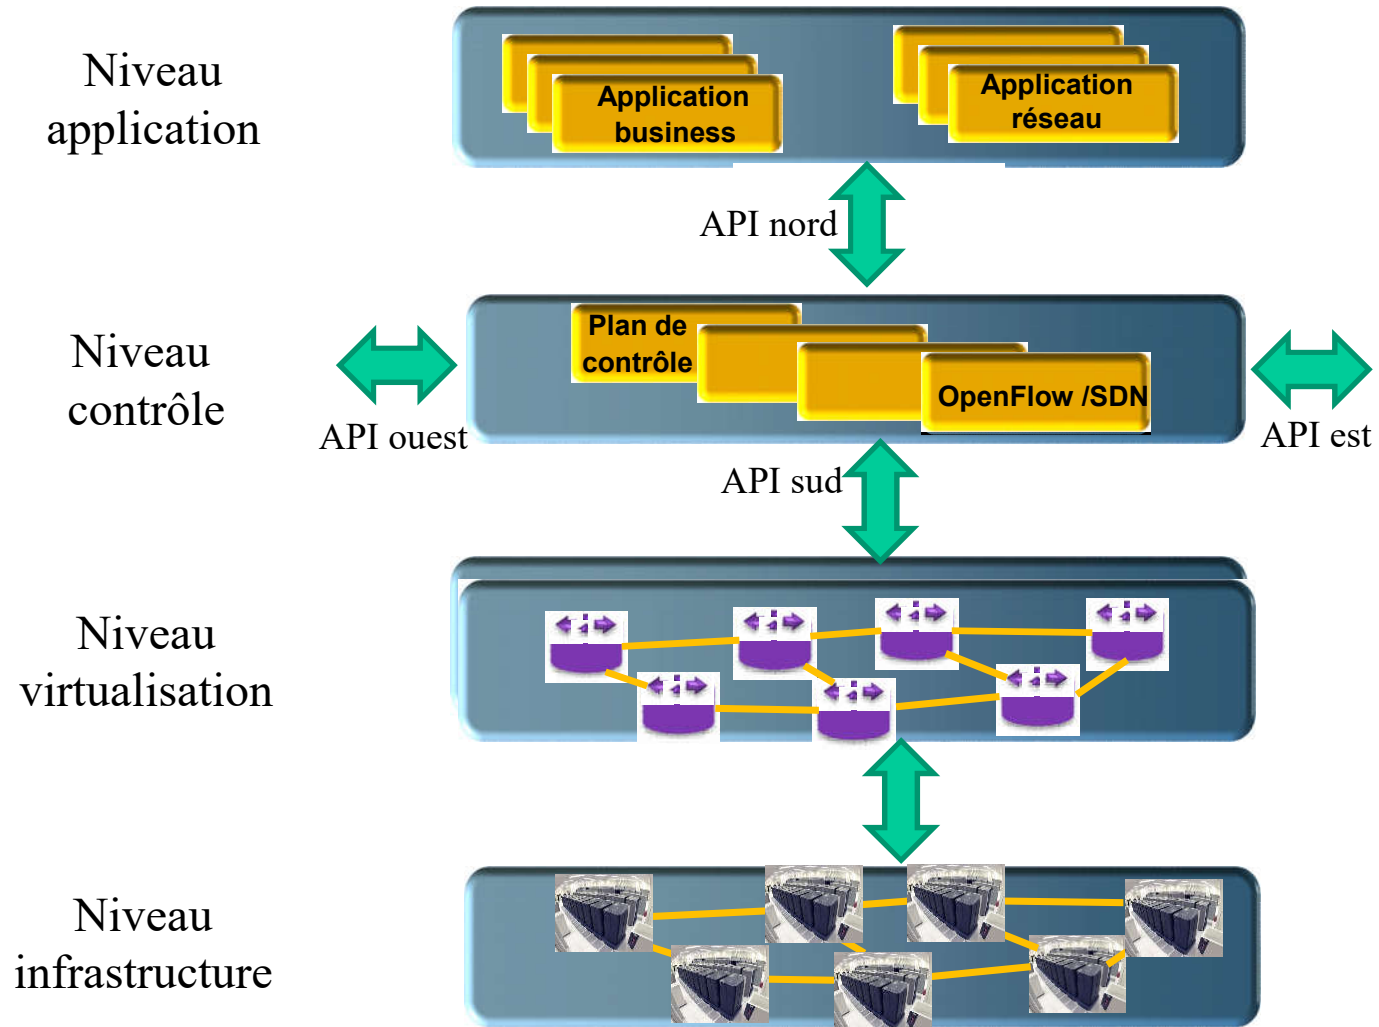 Niveau
application
Application
business
Application
réseau
API nord
Niveau
contrôle
Plan de
contrôle
OpenFlow /SDN
API ouest
API est
API sud
Niveau
virtualisation
Niveau
infrastructure